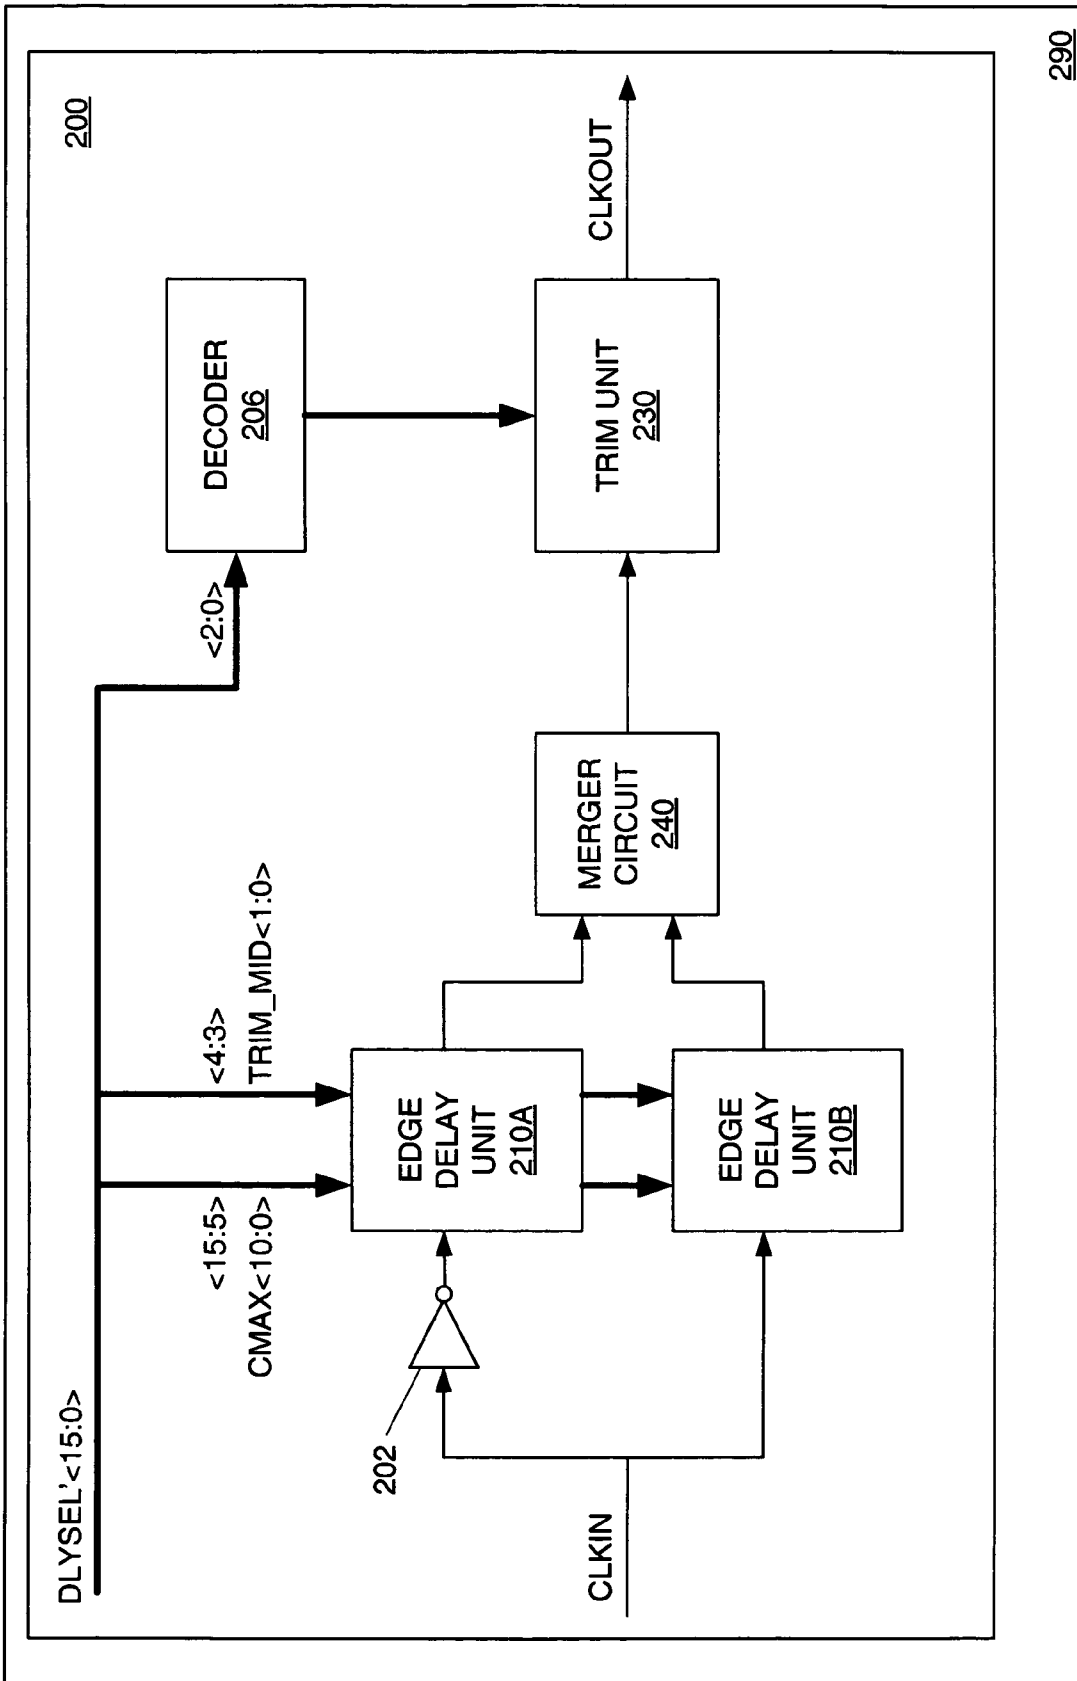 290
200
DLYSEL'<15:0>
<15:5>
CMAX<10:0>
<4:3>
TRIM_MID<1:0>
<2:0>
DECODER
206
202
EDGE
DELAY
UNIT
210A
CLKIN
MERGER
CIRCUIT
240
TRIM UNIT
230
CLKOUT
EDGE
DELAY
UNIT
210B